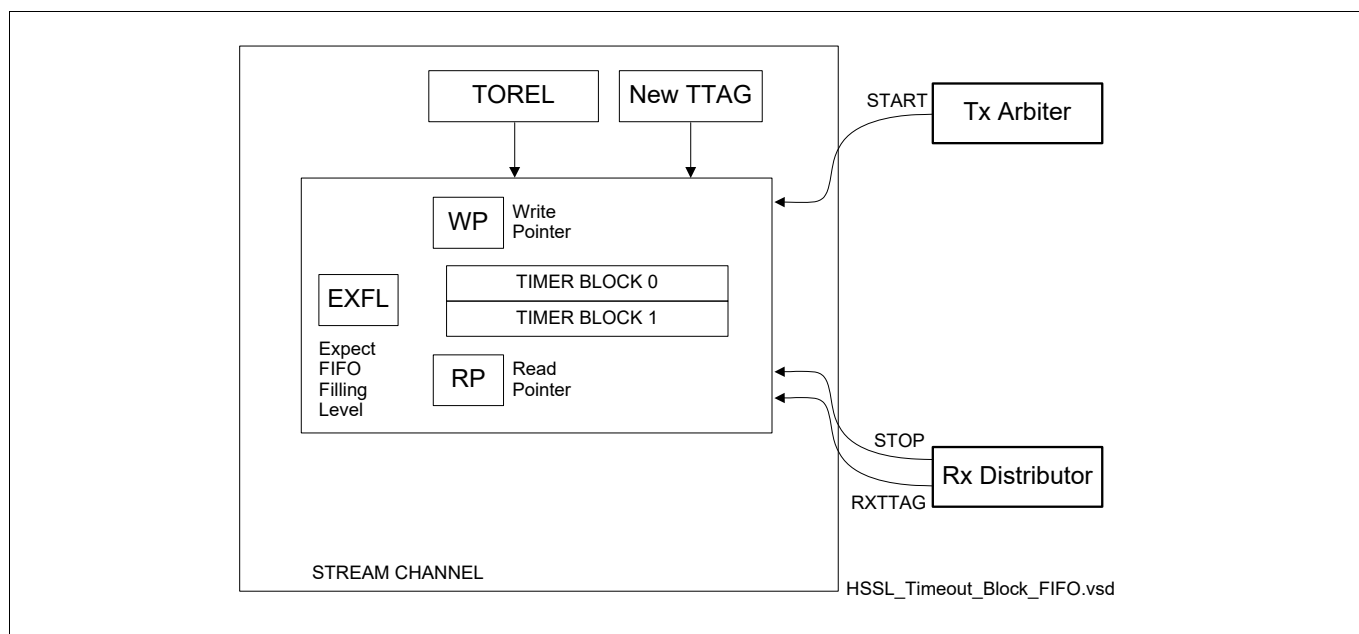 TOREL
New TTAG
START
Tx Arbiter
WP
Write
Pointer
TIMER BLOCK 0
EXFL
TIMER BLOCK 1
Expect
FIFO
Filling
Level
RP
Read
Pointer
STOP
Rx Distributor
RXTTAG
STREAM CHANNEL
HSSL_Timeout_Block_FIFO.vsd